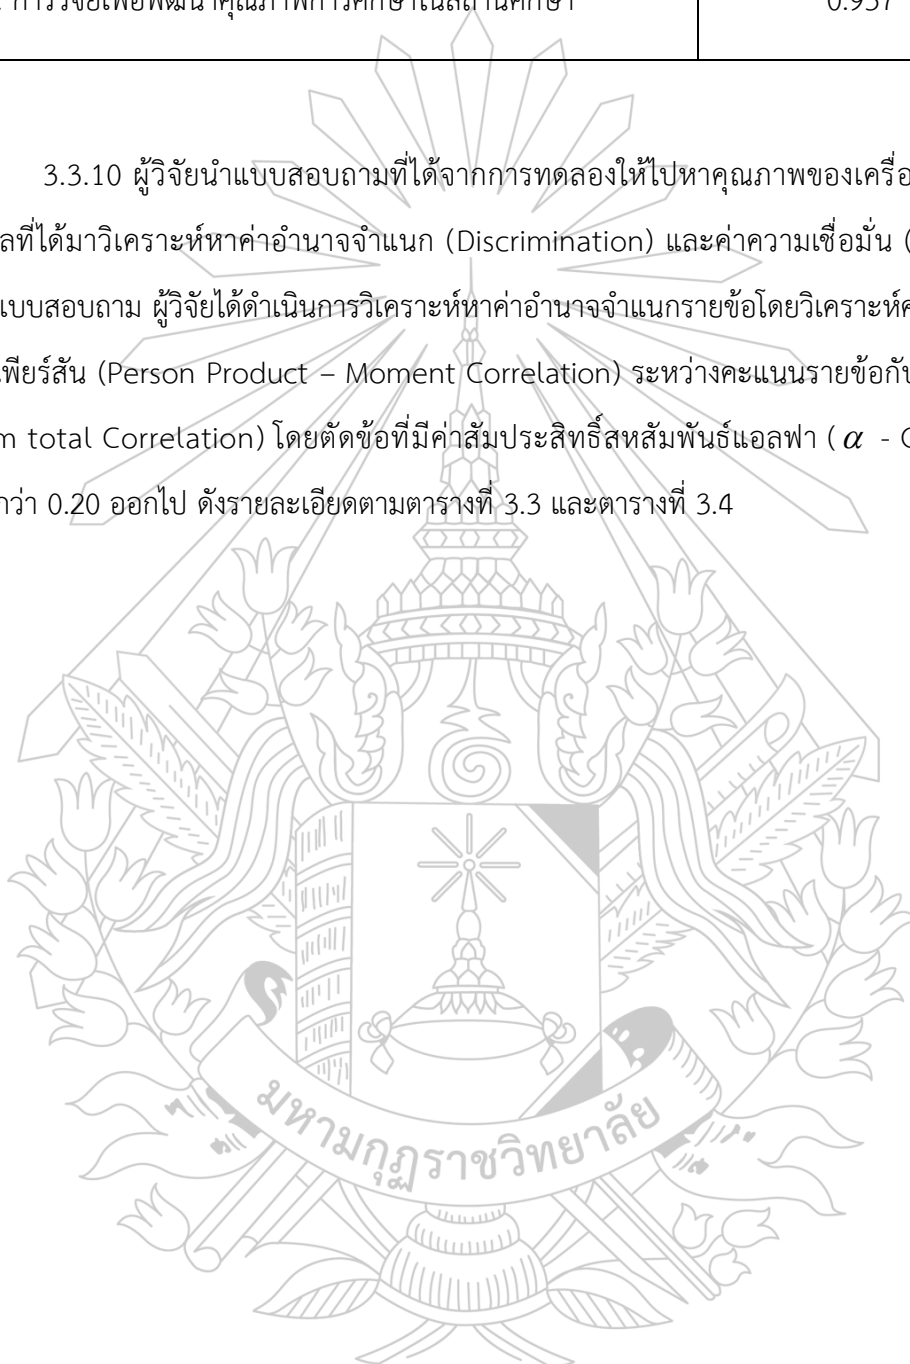 การวิจัยเพื่อพัฒนาคุณภาพการศึกษาในสถานศึกษา 0.957
3.3.10 ผู้วิจัยนำแบบสอบถามที่ได้จากการทดลองให้ไปหาคุณภาพของเครื่อ
ลที่ได้มาวิเคราะห์หาค่าอำนาจจำแนก (Discrimination) และค่าความเชื่อมั่น (
แบบสอบถาม ผู้วิจัยได้ดำเนินการวิเคราะห์หาค่าอำนาจจำแนกรายข้อโดยวิเคราะห์ค
เพียร์สัน (Person Product – Moment Correlation) ระหว่างคะแนนรายข้อกับ
m total Correlation) โดยตัดข้อที่มีค่าสัมประสิทธิ์สหสัมพันธ์แอลฟา ( α - C
กว่า 0.20 ออกไป ดังรายละเอียดตามตารางที่ 3.3 และตารางที่ 3.4
มหามกุฏราชวิทยาลัย